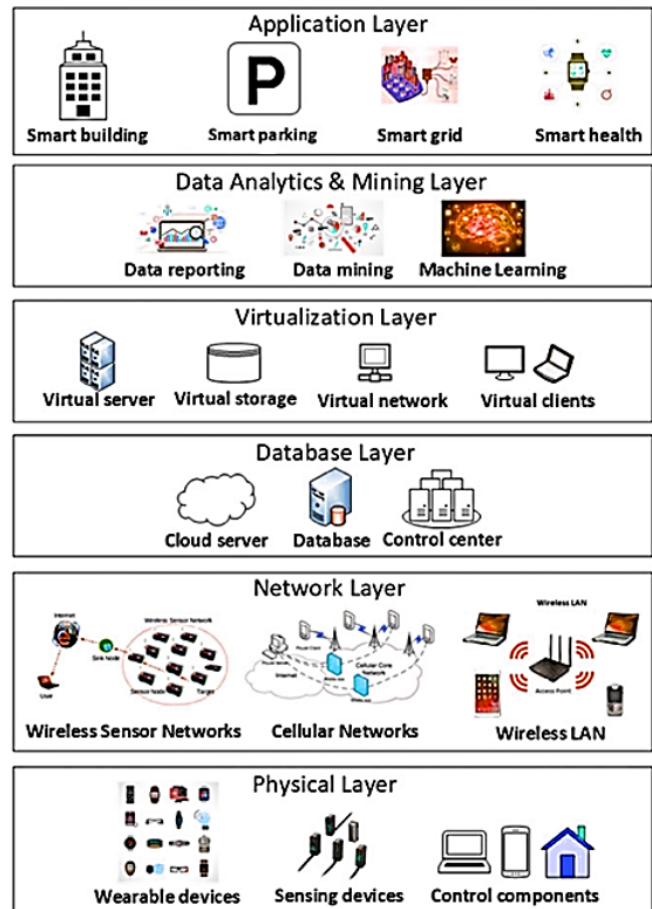 Application Layer
P
Smart building
Smart parking
Smart grid
Smart health
Data Analytics & Mining Layer
Data reporting
Data mining
Machine Learning
Virtualization Layer
Virtual server
Virtual storage
Virtual network
Virtual clients
Database Layer
Cloud server
Database
Control center
Network Layer
Internet
Wireless Sensor Network
Sink Node
User
Sensor Node
Target
Wireless Sensor Networks
Internet
Cellular Core
Network
Cellular Networks
Wireless LAN
Access Point
Wireless LAN
Physical Layer
Wearable devices
Sensing devices
Control components